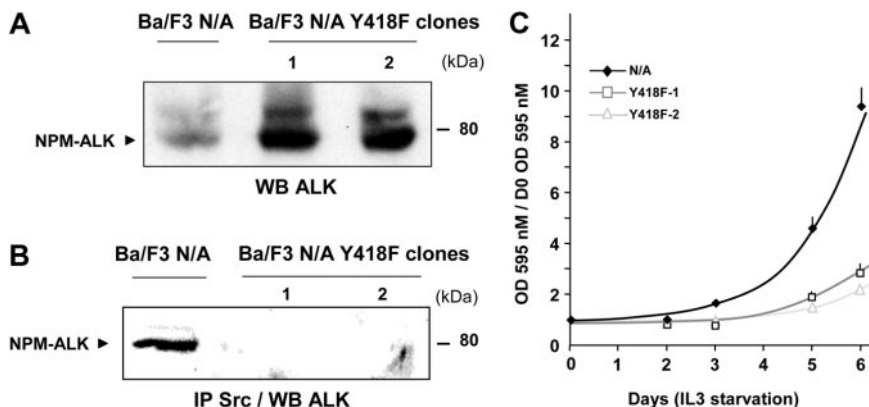 A
Ba/F3 N/A Ba/F3 N/A Y418F clones
1 2 (kDa)
NPM-ALK ► – 80
WB ALK
B
Ba/F3 N/A Ba/F3 N/A Y418F clones
1 2 (kDa)
NPM-ALK ► – 80
IP Src / WB ALK
C
OD 595 nM / D0 OD 595 nM
12
10
8
6
4
2
0
N/A
Y418F-1
Y418F-2
0 1 2 3 4 5 6
Days (IL3 starvation)